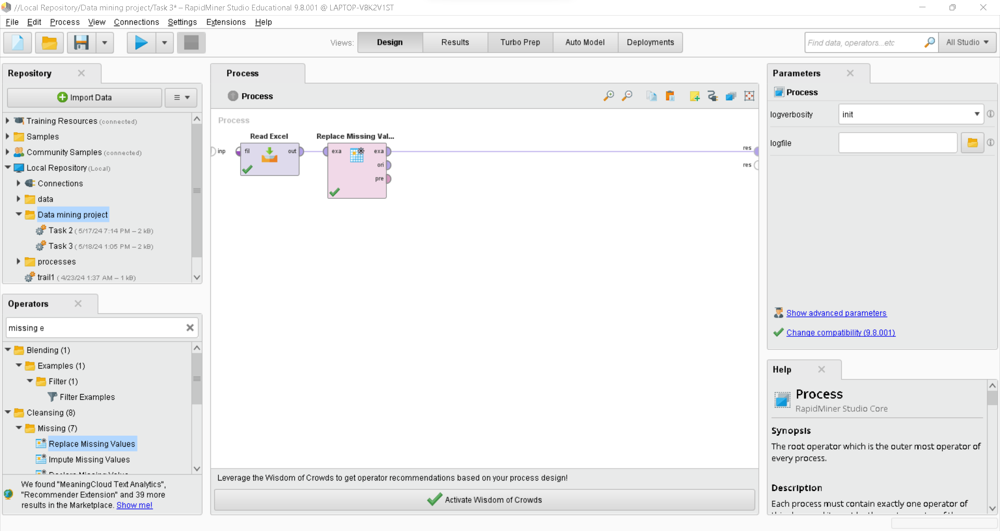 //Local Repository/Data mining project/Task 3* – RapidMiner Studio Educational 9.8.001 @ LAPTOP-V8K2V1ST
File Edit Process View Connections Settings Extensions Help
Views: Design Results Turbo Prep Auto Model Deployments
Find data, operators...etc All Studio
Repository
Import Data
Training Resources (connected)
Samples
Community Samples (connected)
Local Repository (Local)
Connections
data
Data mining project
Task 2 (5/17/24 7:14 PM – 2 kB)
Task 3 (5/18/24 1:05 PM – 2 kB)
processes
trail1 (4/23/24 1:37 AM – 1 kB)
Operators
missing e
Blending (1)
Examples (1)
Filter (1)
Filter Examples
Cleansing (8)
Missing (7)
Replace Missing Values
Impute Missing Values
We found "MeaningCloud Text Analytics",
"Recommender Extension" and 39 more
results in the Marketplace. Show me!
Process
Process
Process
Read Excel
Replace Missing Val...
inp
fil
out
exa
exa
ori
pre
res
res
Leverage the Wisdom of Crowds to get operator recommendations based on your process design!
Activate Wisdom of Crowds
Parameters
Process
logverbosity
init
logfile
Show advanced parameters
Change compatibility (9.8.001)
Help
Process
RapidMiner Studio Core
Synopsis
The root operator which is the outer most operator of
every process.
Description
Each process must contain exactly one operator of